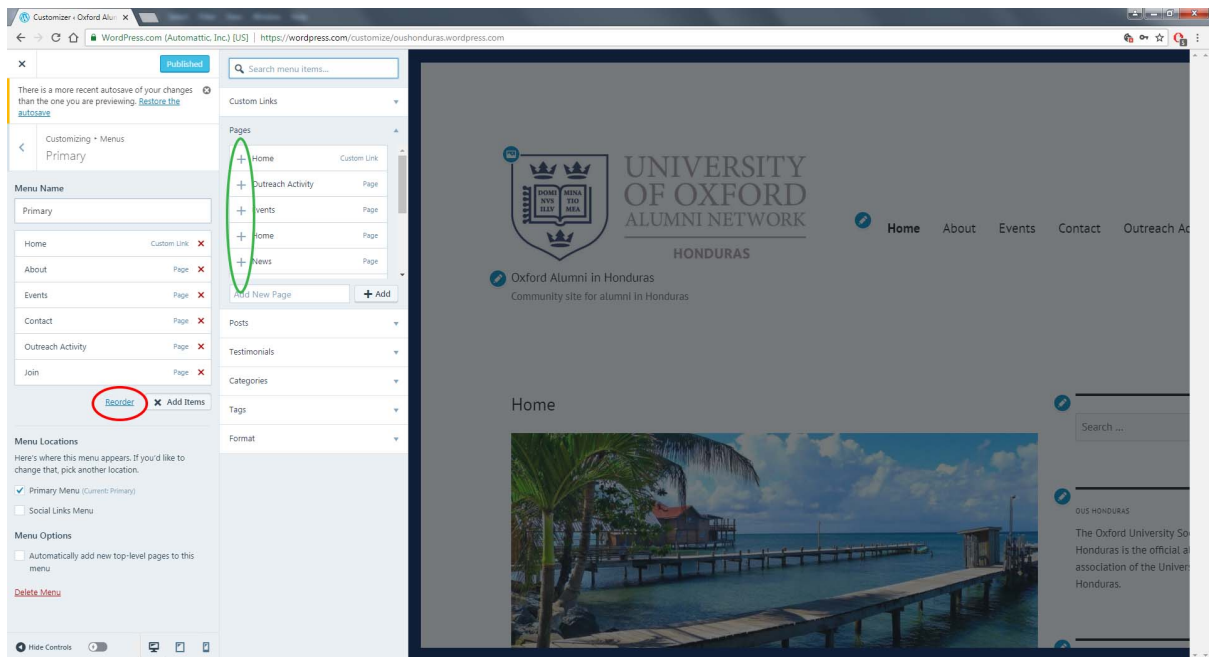 Customizer ‹ Oxford Alun
WordPress.com (Automattic, Inc.) [US] | https://wordpress.com/customize/oushonduras.wordpress.com
Published
There is a more recent autosave of your changes than the one you are previewing. Restore the autosave
Customizing • Menus
Primary
Menu Name
Primary
Home Custom Link
About Page
Events Page
Contact Page
Outreach Activity Page
Join Page
Reorder
Add Items
Menu Locations
Here's where this menu appears. If you'd like to
change that, pick another location.
Primary Menu (Current: Primary)
Social Links Menu
Menu Options
Automatically add new top-level pages to this
menu
Delete Menu
Hide Controls
Search menu items...
Custom Links
Pages
Home Custom Link
Outreach Activity Page
Events Page
Home Page
News Page
Add New Page
+ Add
Posts
Testimonials
Categories
Tags
Format
DOMI MINA
NVS TIO
ILLV MEA
UNIVERSITY
OF OXFORD
ALUMNI NETWORK
HONDURAS
Home About Events Contact Outreach Ac
Oxford Alumni in Honduras
Community site for alumni in Honduras
Home
Search ...
OUS HONDURAS
The Oxford University So
Honduras is the official a
association of the Univer
Honduras.